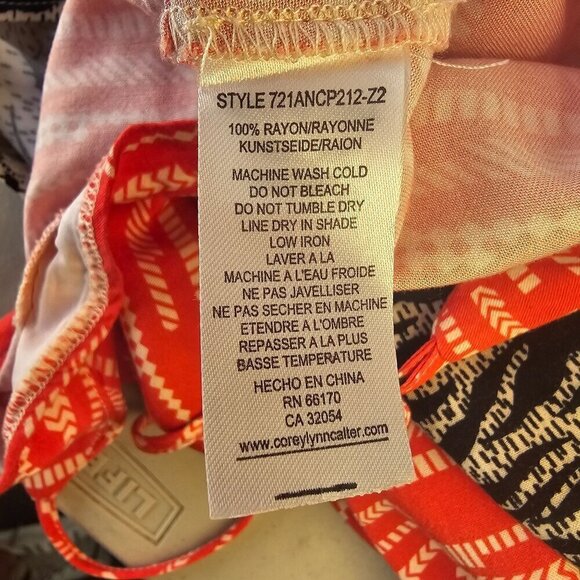 STYLE 721ANCP212-Z2
100% RAYON/RAYONNE
KUNSTSEIDE/RAION
MACHINE WASH COLD
DO NOT BLEACH
DO NOT TUMBLE DRY
LINE DRY IN SHADE
LOW IRON
LAVER A LA
MACHINE A L'EAU FROIDE
NE PAS JAVELLISER
NE PAS SECHER EN MACHINE
ETENDRE A L'OMBRE
REPASSER A LA PLUS
BASSE TEMPERATURE
HECHO EN CHINA
RN 66170
CA 32054
www.coreylynncalter.com